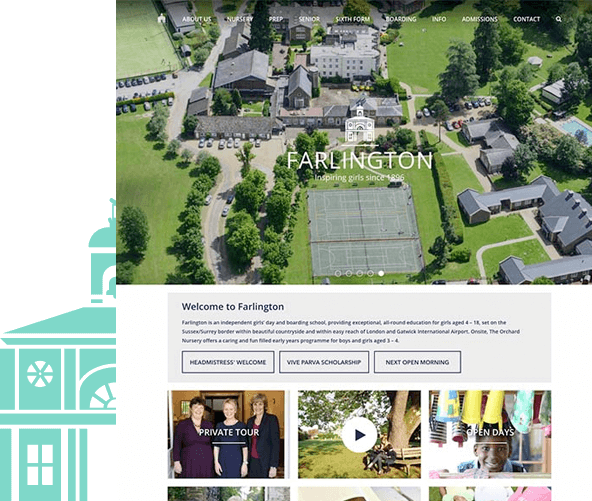 ABOUT US NURSERY PREP SENIOR SIXTH FORM BOARDING INFO ADMISSIONS CONTACT
FARLINGTON
Inspiring girls since 1896
Welcome to Farlington
Farlington is an independent girls' day and boarding school, providing exceptional, all-round education for girls aged 4 – 18, set on the
Sussex/Surrey border within beautiful countryside and within easy reach of London and Gatwick International Airport. Onsite, The Orchard
Nursery offers a caring and fun filled early years programme for boys and girls aged 3 – 4.
HEADMISTRESS' WELCOME VIVE PARVA SCHOLARSHIP NEXT OPEN MORNING
PRIVATE TOUR OPEN DAYS